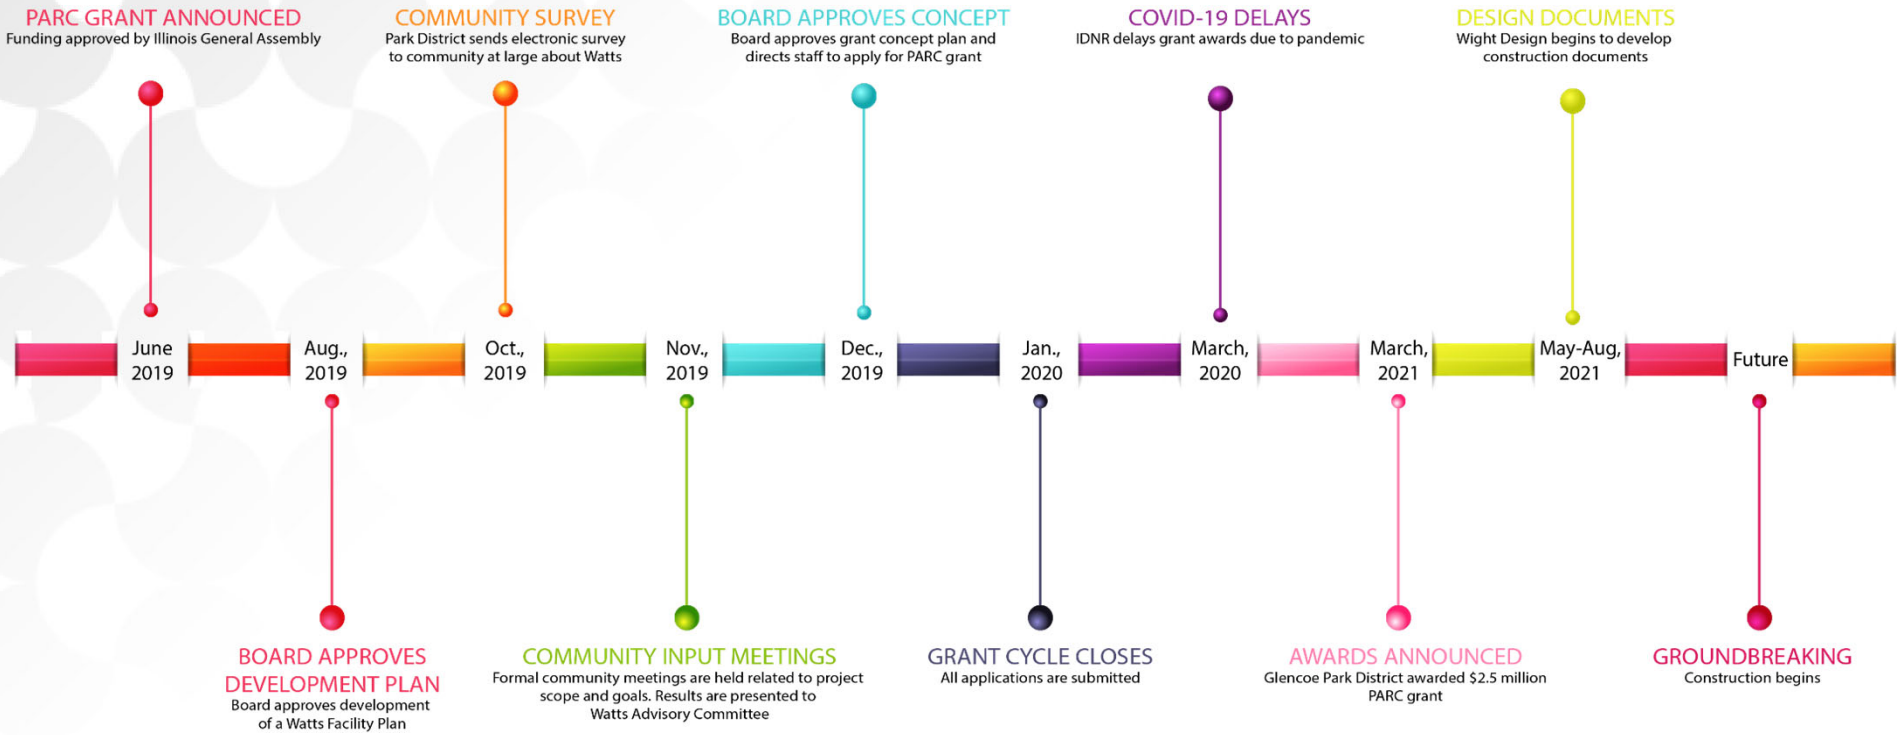 PARC GRANT ANNOUNCED
Funding approved by Illinois General Assembly
COMMUNITY SURVEY
Park District sends electronic survey
to community at large about Watts
BOARD APPROVES CONCEPT
Board approves grant concept plan and
directs staff to apply for PARC grant
COVID-19 DELAYS
IDNR delays grant awards due to pandemic
DESIGN DOCUMENTS
Wight Design begins to develop
construction documents
June
2019
Aug.,
2019
Oct.,
2019
Nov.,
2019
Dec.,
2019
Jan.,
2020
March,
2020
March,
2021
May-Aug,
2021
Future
BOARD APPROVES
DEVELOPMENT PLAN
Board approves development
of a Watts Facility Plan
COMMUNITY INPUT MEETINGS
Formal community meetings are held related to project
scope and goals. Results are presented to
Watts Advisory Committee
GRANT CYCLE CLOSES
All applications are submitted
AWARDS ANNOUNCED
Glencoe Park District awarded $2.5 million
PARC grant
GROUNDBREAKING
Construction begins